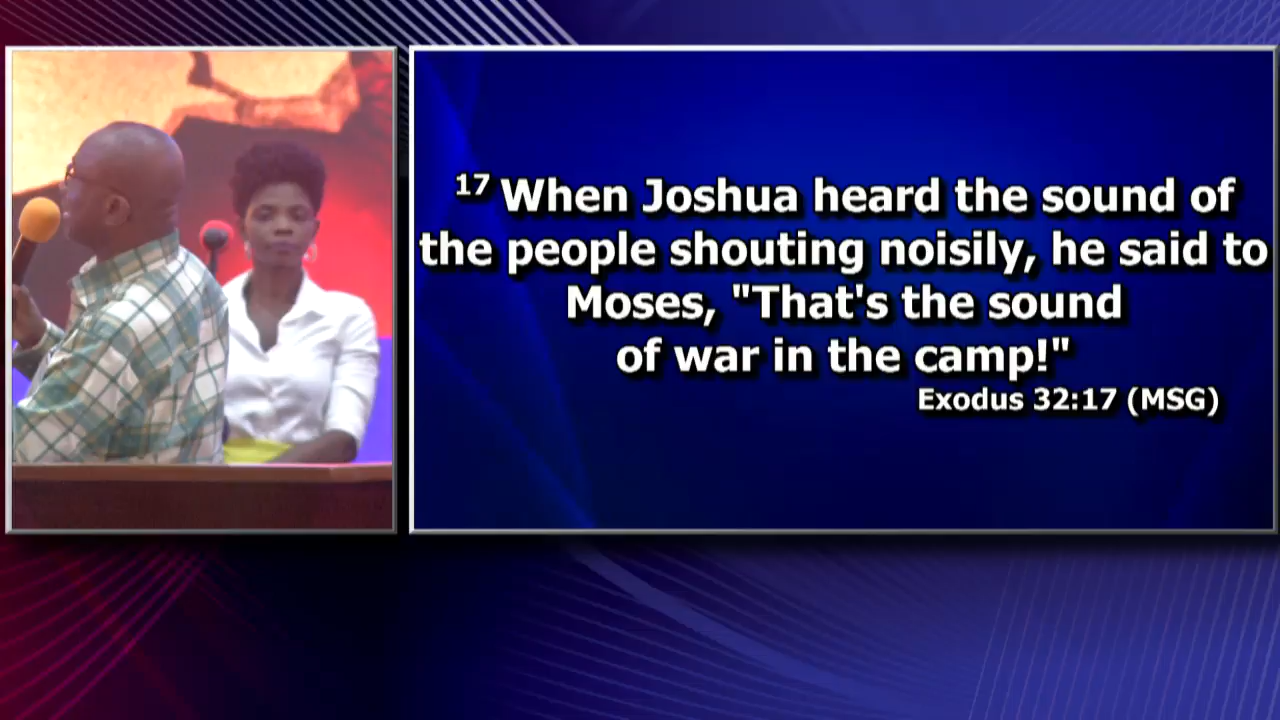 17 When Joshua heard the sound of
the people shouting noisily, he said to
Moses, "That's the sound
of war in the camp!"
Exodus 32:17 (MSG)